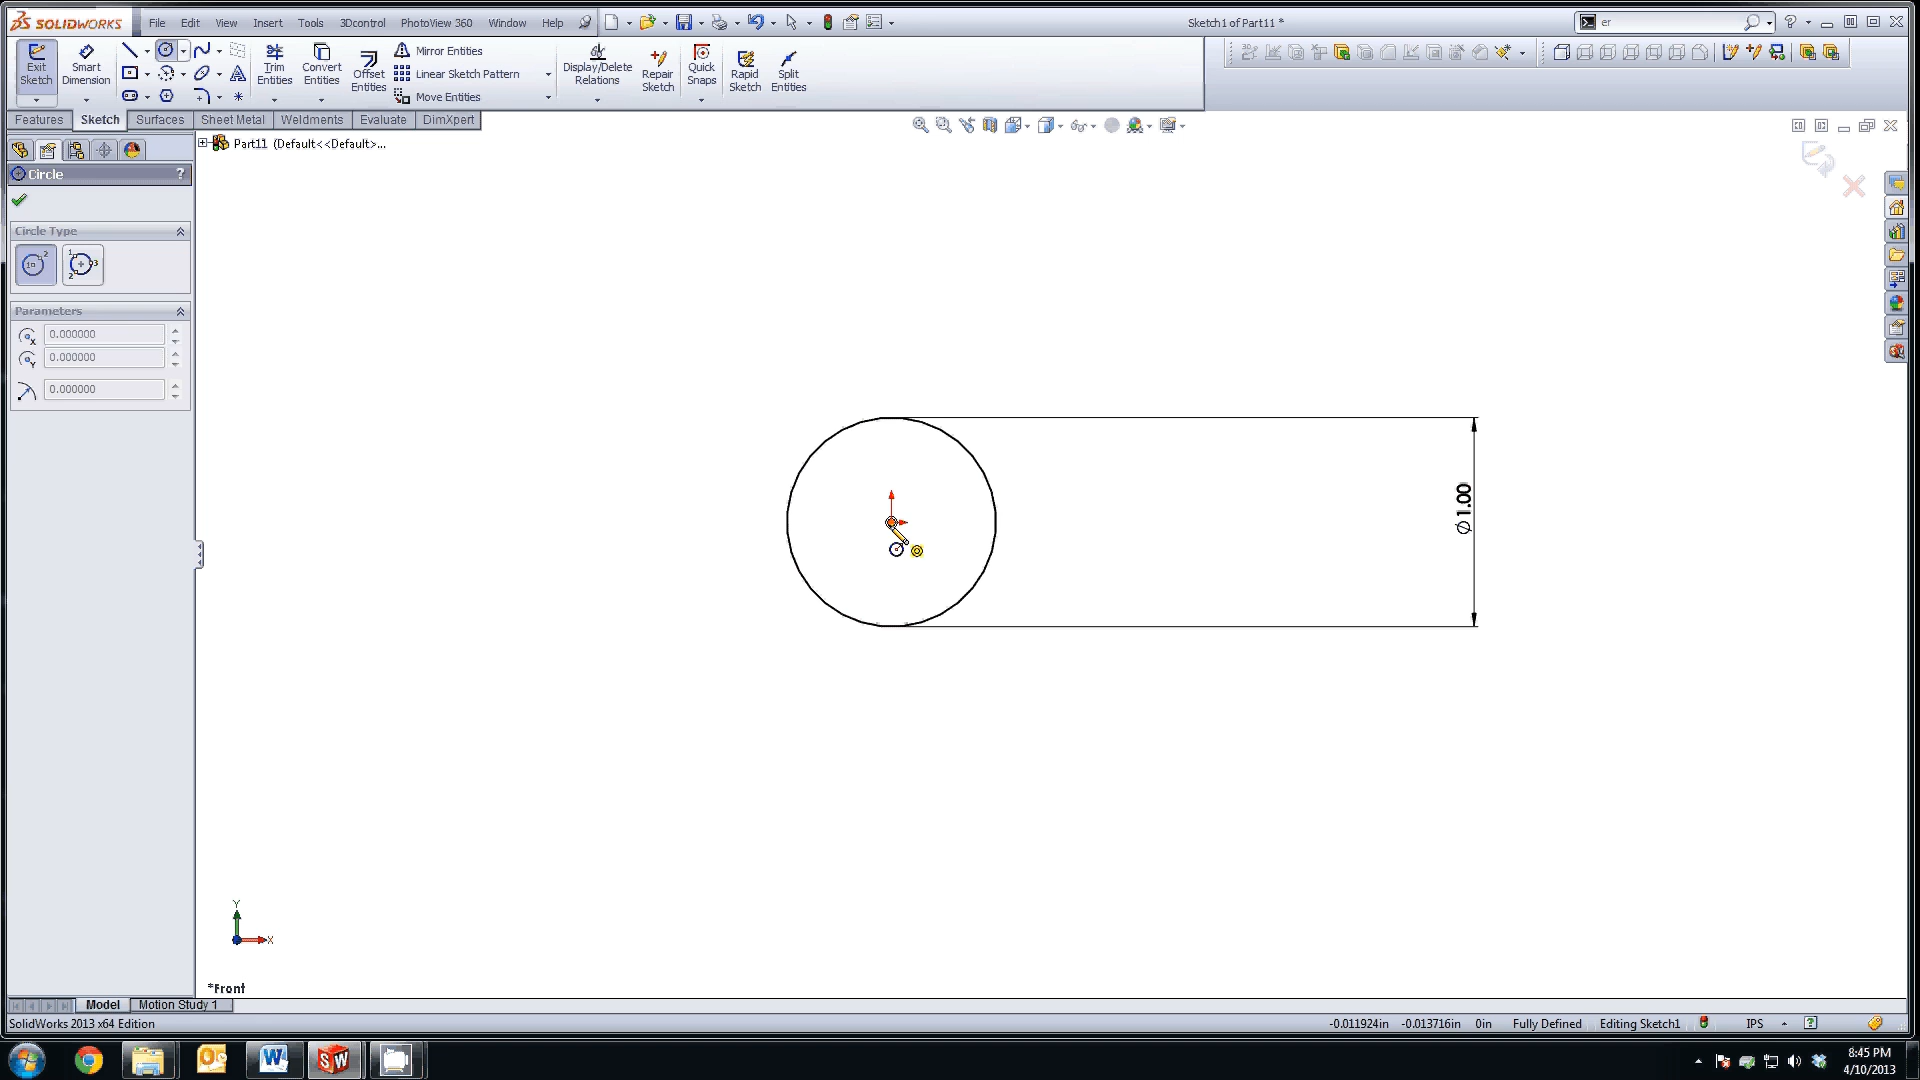 SOLIDWORKS File Edit View Insert Tools 3Dcontrol PhotoView 360 Window Help Sketch1 of Part11 * er
Exit Sketch Smart Dimension Trim Entities Convert Entities Offset Entities Mirror Entities Linear Sketch Pattern Move Entities Display/Delete Relations Repair Sketch Quick Snaps Rapid Sketch Split Entities
Features Sketch Surfaces Sheet Metal Weldments Evaluate DimXpert
Part11 (Default<<Default>...
Circle ?
Circle Type
Parameters
0.000000
0.000000
0.000000
∅1.00
Y
X
*Front
Model Motion Study 1
SolidWorks 2013 x64 Edition -0.011924in -0.013716in 0in Fully Defined Editing Sketch1 IPS
8:45 PM
4/10/2013